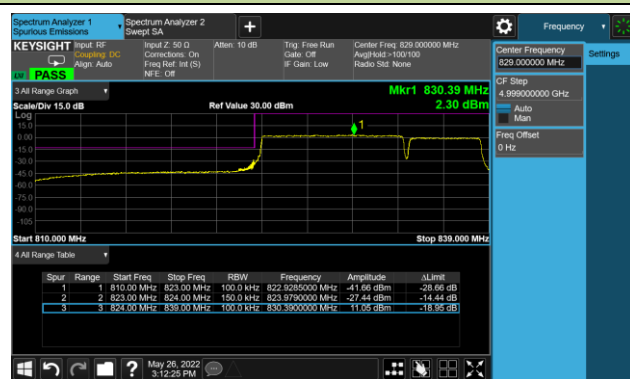 Spectrum Analyzer 1
Spurious Emissions
Spectrum Analyzer 2
Swept SA
Frequency
KEYSIGHT
Input: RF
Coupling: DC
Align: Auto
Input Z: 50 Ω
Corrections: On
Freq Ref: Int (S)
NFE: Off
Atten: 10 dB
Trig: Free Run
Gate: Off
IF Gain: Low
Center Freq: 829.000000 MHz
Avg|Hold:>100/100
Radio Std: None
PASS
Center Frequency
829.000000 MHz
Settings
CF Step
4.999000000 GHz
Auto
Man
Freq Offset
0 Hz
3 All Range Graph
Mkr1 830.39 MHz
Scale/Div 15.0 dB
Ref Value 30.00 dBm
2.30 dBm
Log
15.0
0.00
-15.0
-30.0
-45.0
-60.0
-75.0
-90.0
-105
1
Start 810.000 MHz
Stop 839.000 MHz
4 All Range Table
Spur Range Start Freq Stop Freq RBW Frequency Amplitude ΔLimit
1 1 810.00 MHz 823.00 MHz 100.0 kHz 822.9285000 MHz -41.66 dBm -28.66 dB
2 2 823.00 MHz 824.00 MHz 150.0 kHz 823.9790000 MHz -27.44 dBm -14.44 dB
3 3 824.00 MHz 839.00 MHz 100.0 kHz 830.3900000 MHz 11.05 dBm -18.95 dB
?
May 26, 2022
3:12:25 PM